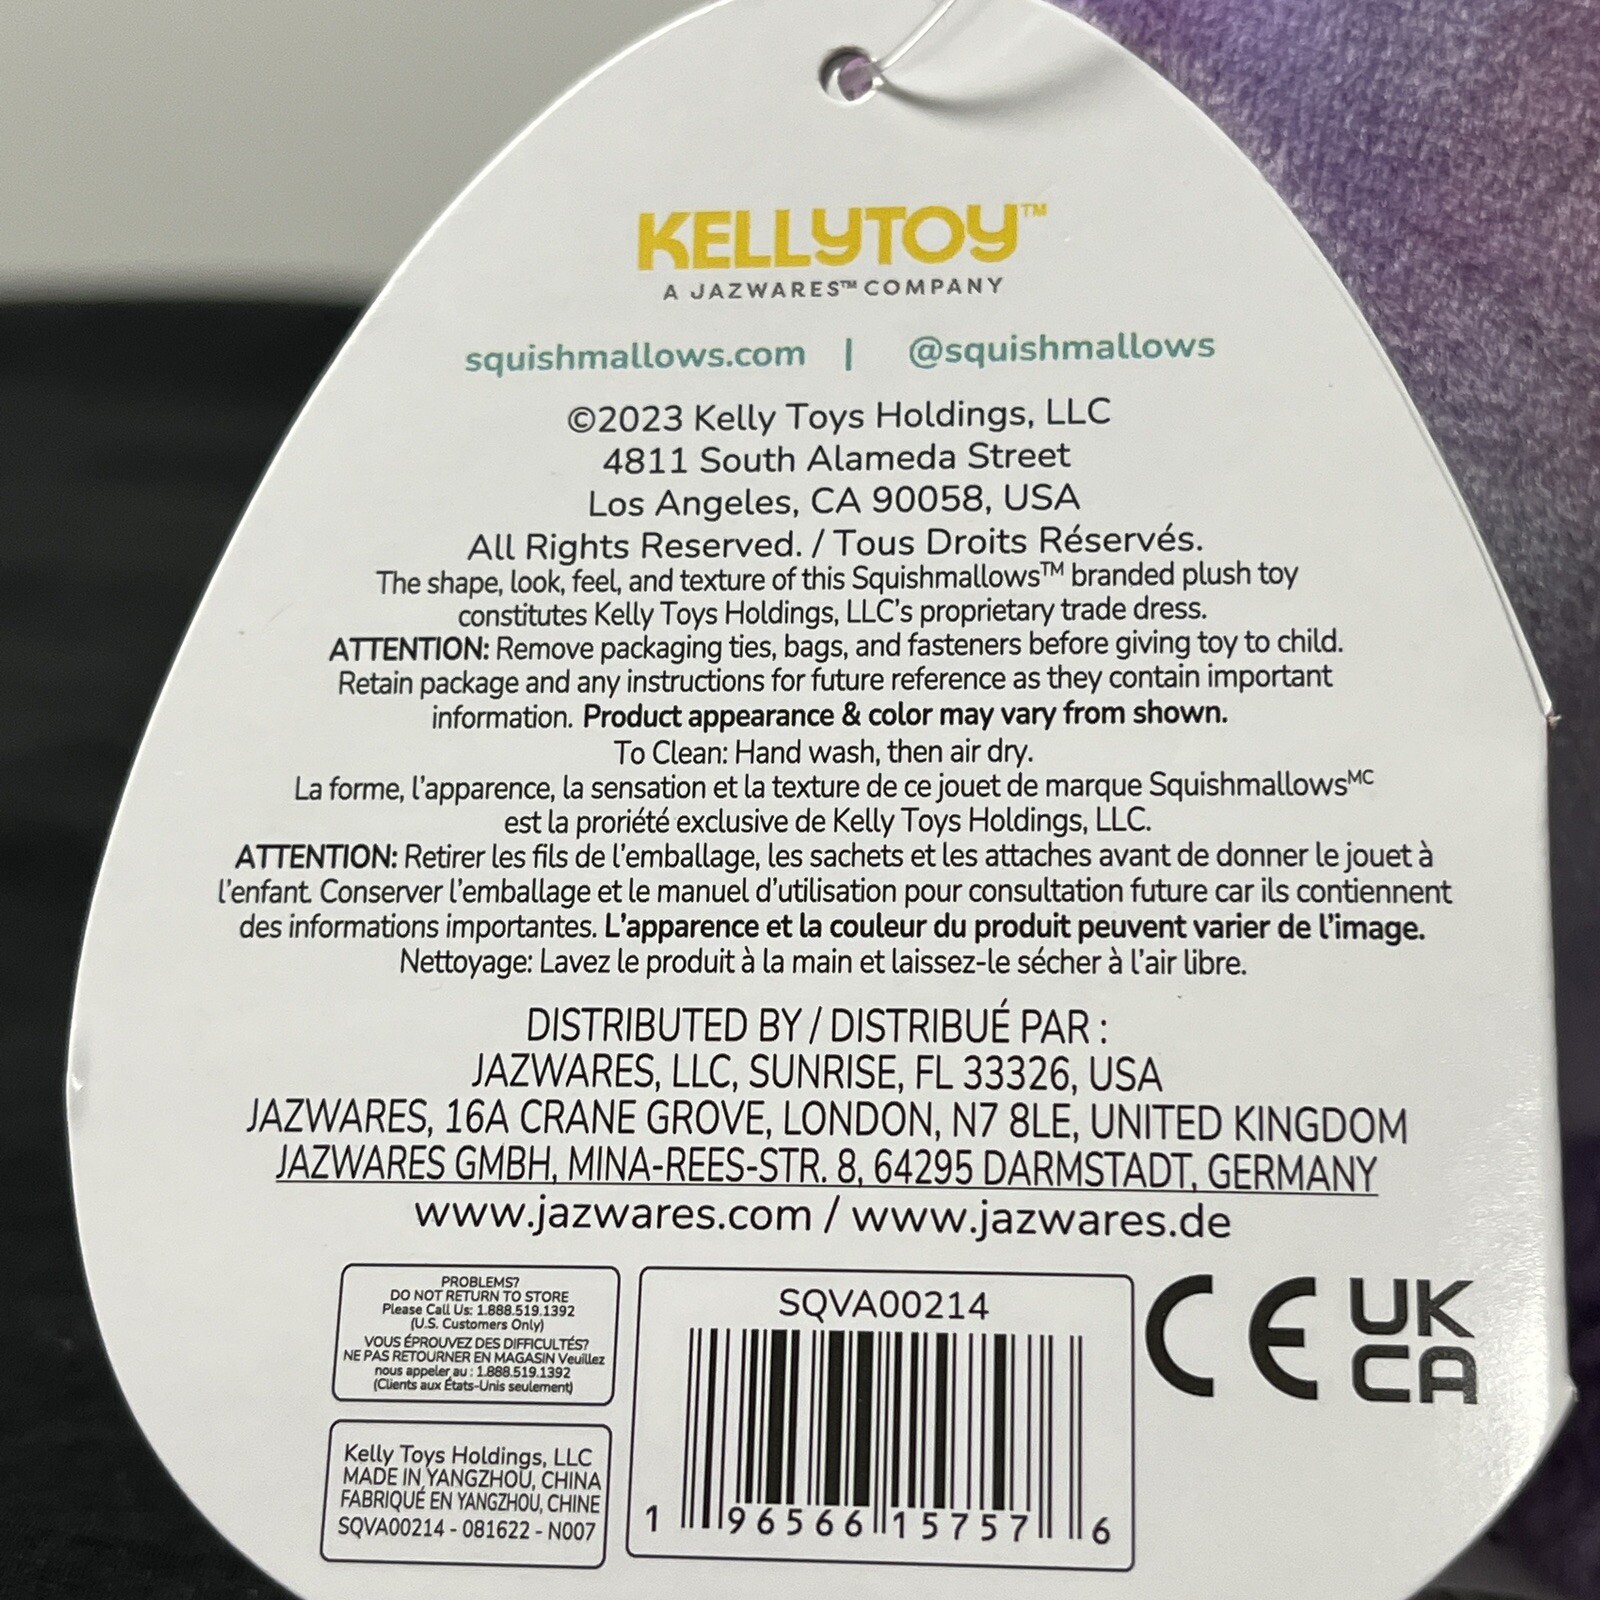 KELLYTOY™
A JAZWARES™ COMPANY
squishmallows.com | @squishmallows
©2023 Kelly Toys Holdings, LLC
4811 South Alameda Street
Los Angeles, CA 90058, USA
All Rights Reserved. / Tous Droits Réservés.
The shape, look, feel, and texture of this Squishmallows™ branded plush toy
constitutes Kelly Toys Holdings, LLC's proprietary trade dress.
ATTENTION: Remove packaging ties, bags, and fasteners before giving toy to child.
Retain package and any instructions for future reference as they contain important
information. Product appearance & color may vary from shown.
To Clean: Hand wash, then air dry.
La forme, l'apparence, la sensation et la texture de ce jouet de marque Squishmallowsᴹᶜ
est la proriété exclusive de Kelly Toys Holdings, LLC.
ATTENTION: Retirer les fils de l'emballage, les sachets et les attaches avant de donner le jouet à
l'enfant. Conserver l'emballage et le manuel d'utilisation pour consultation future car ils contiennent
des informations importantes. L'apparence et la couleur du produit peuvent varier de l'image.
Nettoyage: Lavez le produit à la main et laissez-le sécher à l'air libre.
DISTRIBUTED BY / DISTRIBUÉ PAR :
JAZWARES, LLC, SUNRISE, FL 33326, USA
JAZWARES, 16A CRANE GROVE, LONDON, N7 8LE, UNITED KINGDOM
JAZWARES GMBH, MINA-REES-STR. 8, 64295 DARMSTADT, GERMANY
www.jazwares.com / www.jazwares.de
PROBLEMS?
DO NOT RETURN TO STORE
Please Call Us: 1.888.519.1392
(U.S. Customers Only)
VOUS ÉPROUVEZ DES DIFFICULTÉS?
NE PAS RETOURNER EN MAGASIN Veuillez
nous appeler au : 1.888.519.1392
(Clients aux États-Unis seulement)
Kelly Toys Holdings, LLC
MADE IN YANGZHOU, CHINA
FABRIQUÉ EN YANGZHOU, CHINE
SQVA00214 - 081622 - N007
SQVA00214
1 96566 15757 6
CE
UK
CA